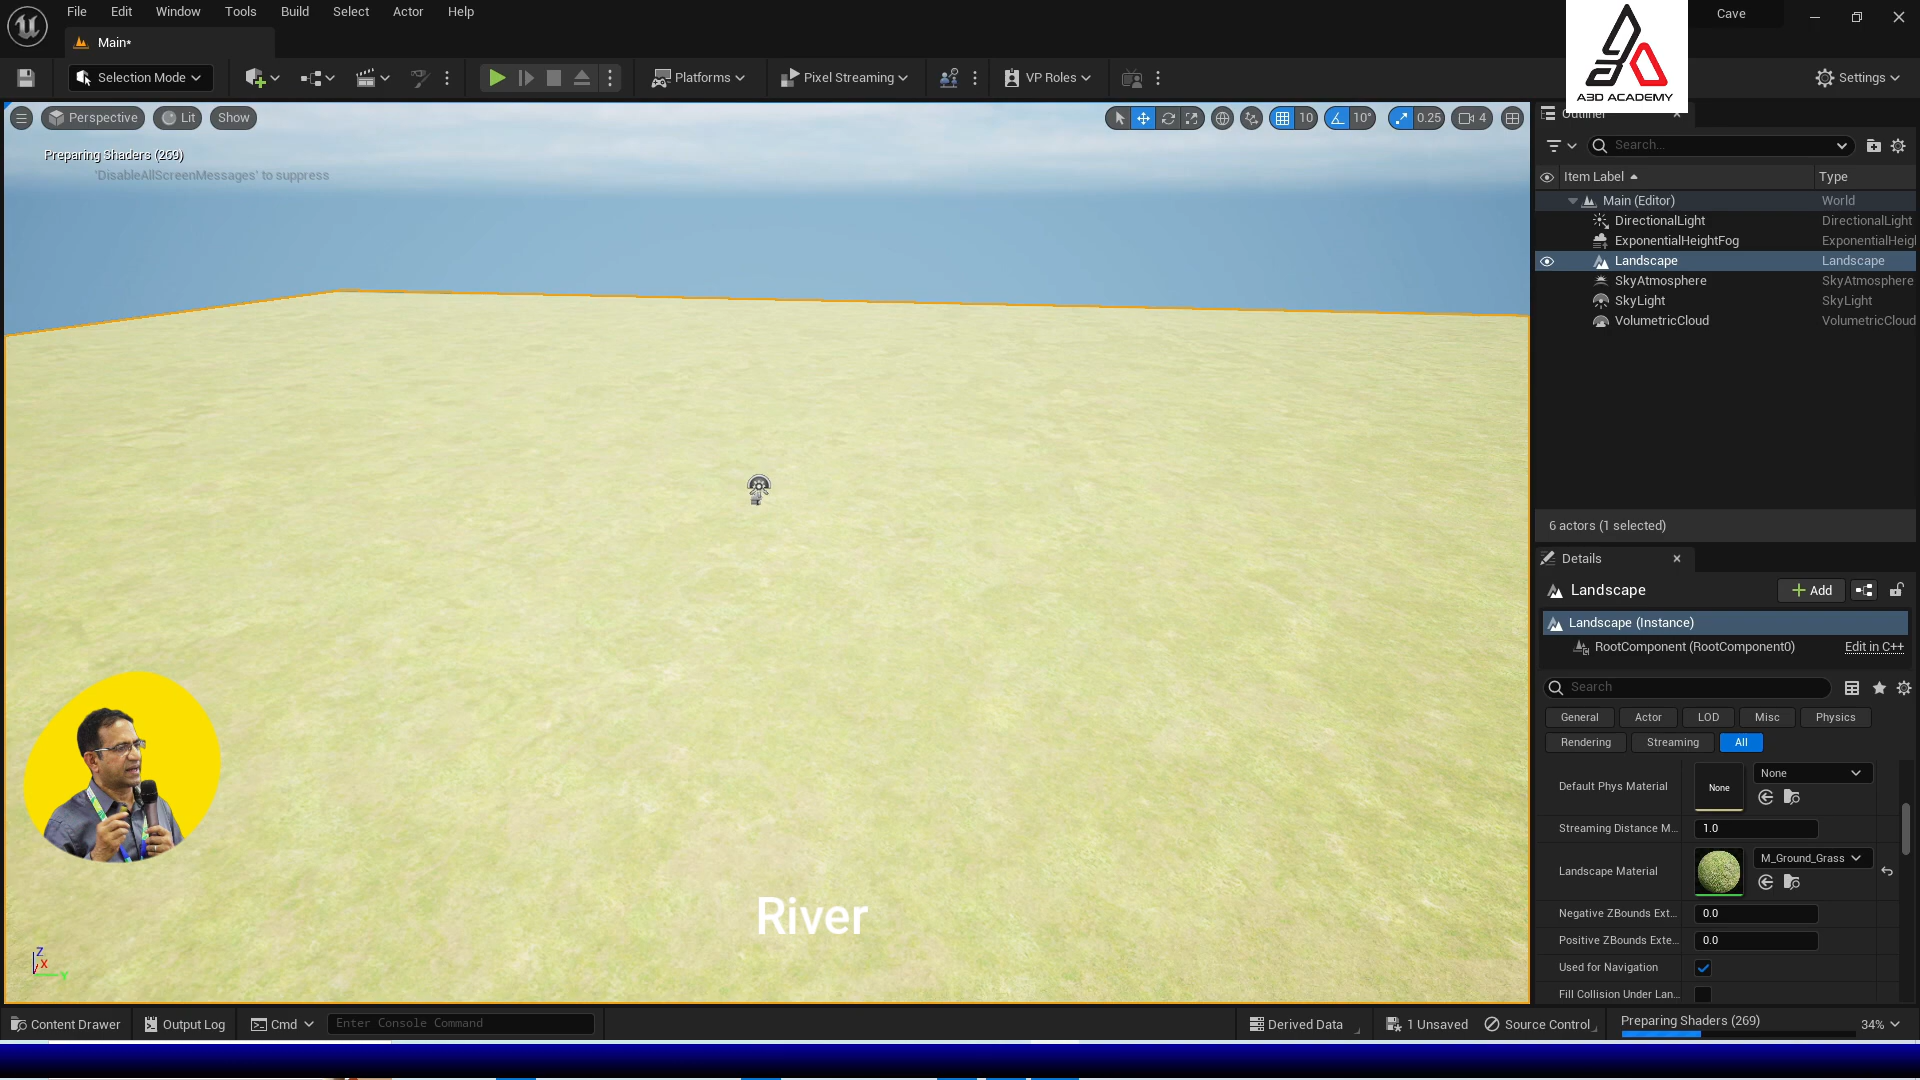 File Edit Window Tools Build Select Actor Help
Cave
Main*
Selection Mode
Platforms
Pixel Streaming
VP Roles
Settings
A3D ACADEMY
Perspective
Lit
Show
10
10°
0.25
4
Preparing Shaders (269)
'DisableAllScreenMessages' to suppress
Outliner
Search...
Item Label
Type
Main (Editor)
World
DirectionalLight
DirectionalLight
ExponentialHeightFog
ExponentialHeigl
Landscape
Landscape
SkyAtmosphere
SkyAtmosphere
SkyLight
SkyLight
VolumetricCloud
VolumetricCloud
6 actors (1 selected)
Details
Landscape
Add
Landscape (Instance)
RootComponent (RootComponent0)
Edit in C++
Search
General
Actor
LOD
Misc
Physics
Rendering
Streaming
All
Default Phys Material
None
None
Streaming Distance M...
1.0
Landscape Material
M_Ground_Grass
Negative ZBounds Ext...
0.0
Positive ZBounds Exte...
0.0
Used for Navigation
Fill Collision Under Lan...
River
Z
X
Y
Content Drawer
Output Log
Cmd
Enter Console Command
Derived Data
1 Unsaved
Source Control
Preparing Shaders (269)
34%